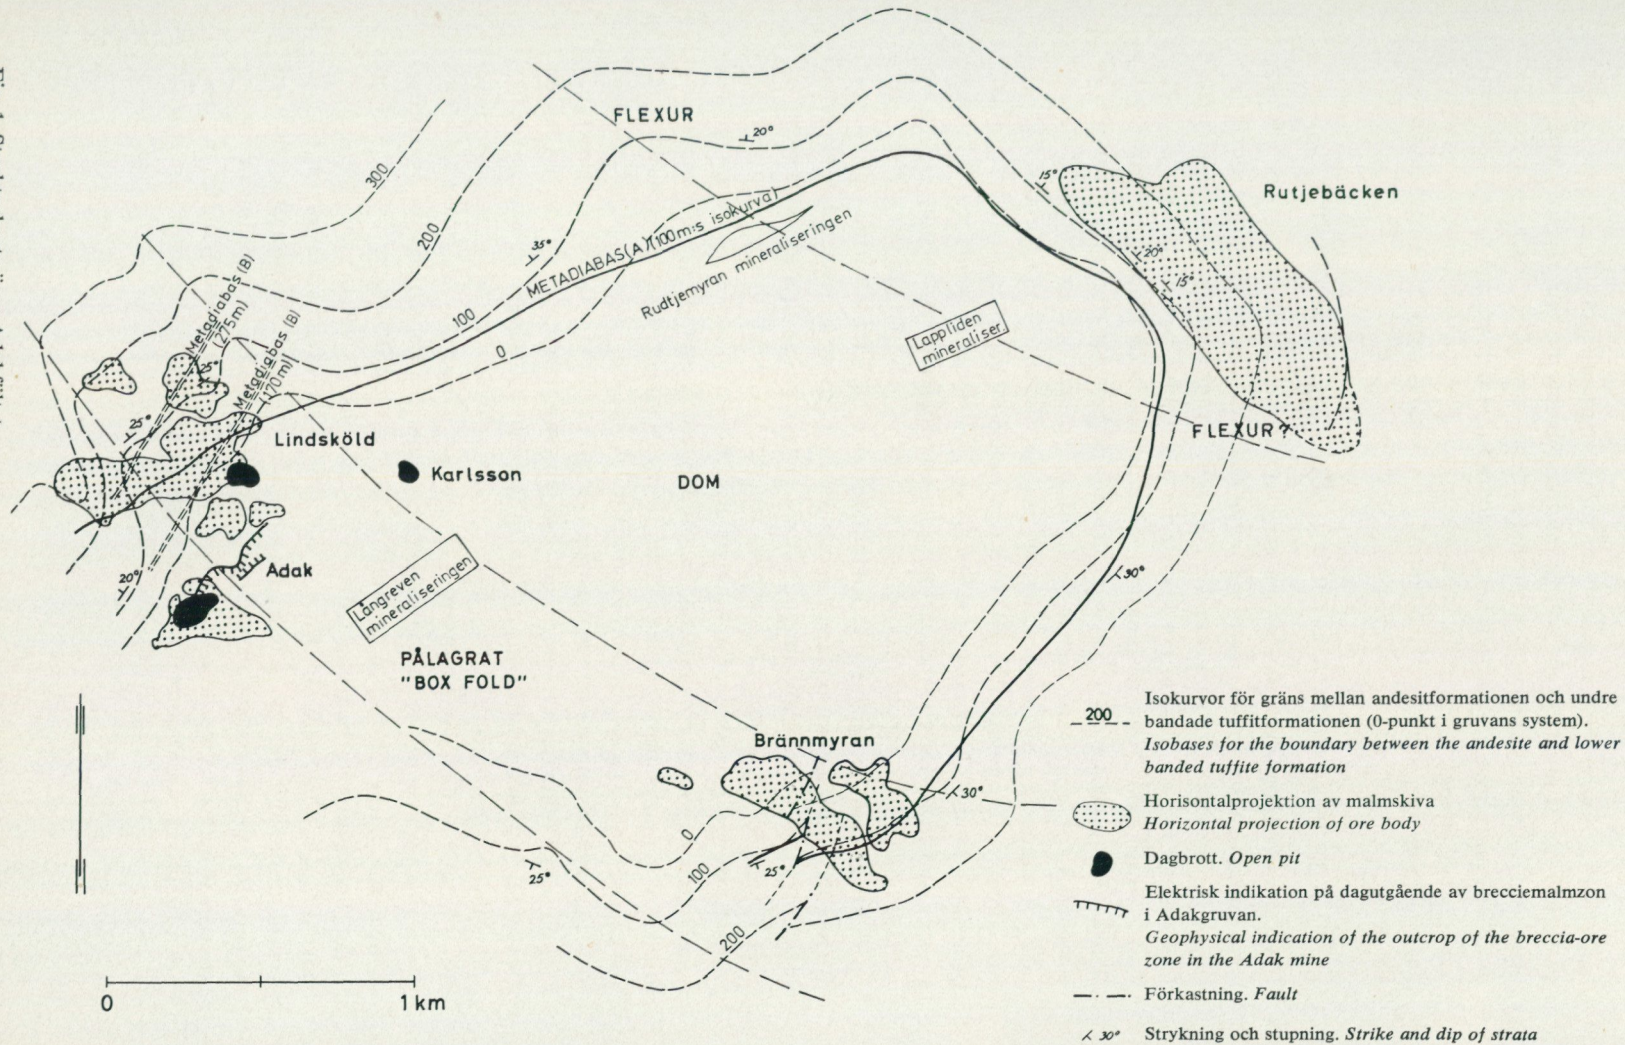 FLEXUR
20°
300
200
35°
15°
Rutjebäcken
METADIABAS(A)(100m:s isokurva)
Rudtjemyran mineraliseringen
20°
15°
Metadiabas (B)
(275m)
Metadiabas (B)
(170m)
100
0
Lappliden
mineraliser
25°
25°
FLEXUR?
Lindsköld
Karlsson
DOM
Adak
20°
30°
Långreven
mineraliseringen
PÅLAGRAT
"BOX FOLD"
Brännmyran
30°
0
100
25°
25°
200
0
1 km
200
Isokurvor för gräns mellan andesitformationen och undre
bandade tuffitformationen (0-punkt i gruvans system).
Isobases for the boundary between the andesite and lower
banded tuffite formation
Horisontalprojektion av malmskiva
Horizontal projection of ore body
Dagbrott. Open pit
Elektrisk indikation på dagutgående av brecciemalmzon
i Adakgruvan.
Geophysical indication of the outcrop of the breccia-ore
zone in the Adak mine
Förkastning. Fault
30° Strykning och stupning. Strike and dip of strata